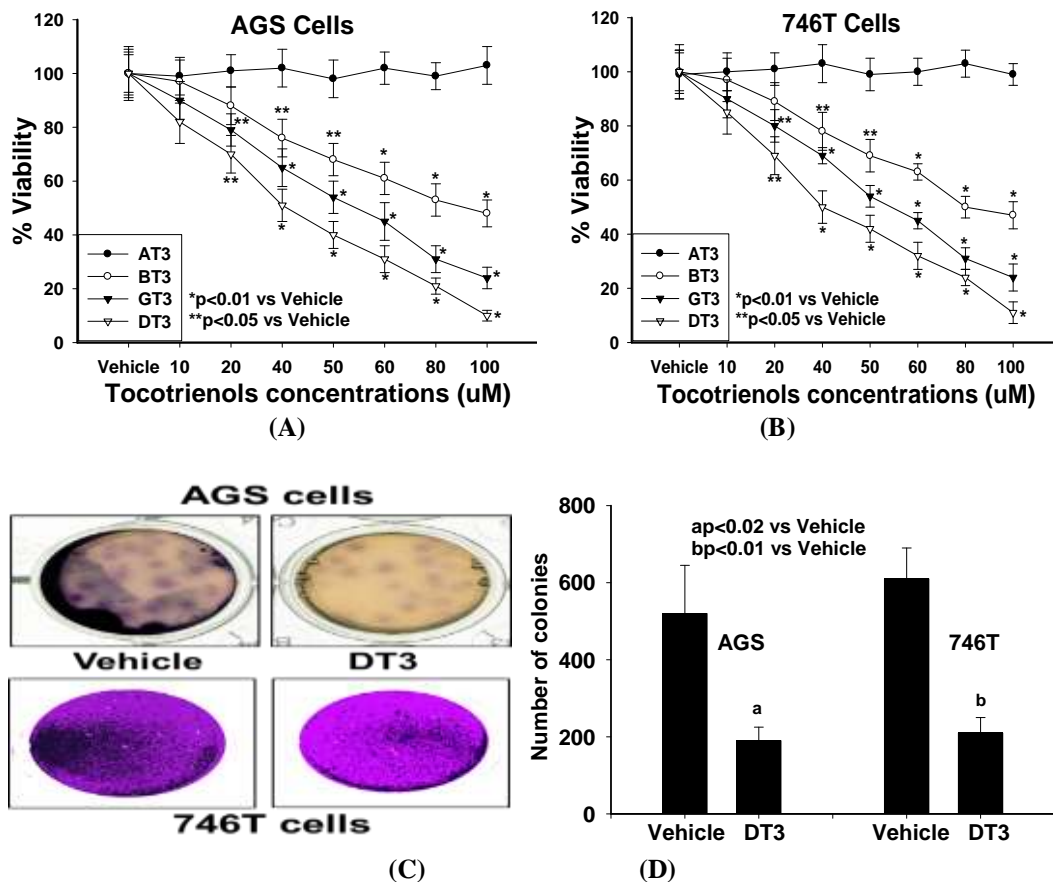 AGS Cells
120
100
80
60
40
20
0
% Viability
**
**
*
*
*
**
*
*
*
*
*
**
*
*
*
*
*
AT3
BT3
GT3
DT3
*p<0.01 vs Vehicle
**p<0.05 vs Vehicle
Vehicle 10 20 40 50 60 80 100
Tocotrienols concentrations (uM)
(A)
746T Cells
120
100
80
60
40
20
0
% Viability
**
**
*
*
*
**
*
*
*
*
*
**
*
*
*
*
*
AT3
BT3
GT3
DT3
*p<0.01 vs Vehicle
**p<0.05 vs Vehicle
Vehicle 10 20 40 50 60 80 100
Tocotrienols concentrations (uM)
(B)
AGS cells
Vehicle DT3
746T cells
(C)
800
600
400
200
0
Number of colonies
ap<0.02 vs Vehicle
bp<0.01 vs Vehicle
AGS
746T
a
b
Vehicle DT3 Vehicle DT3
(D)